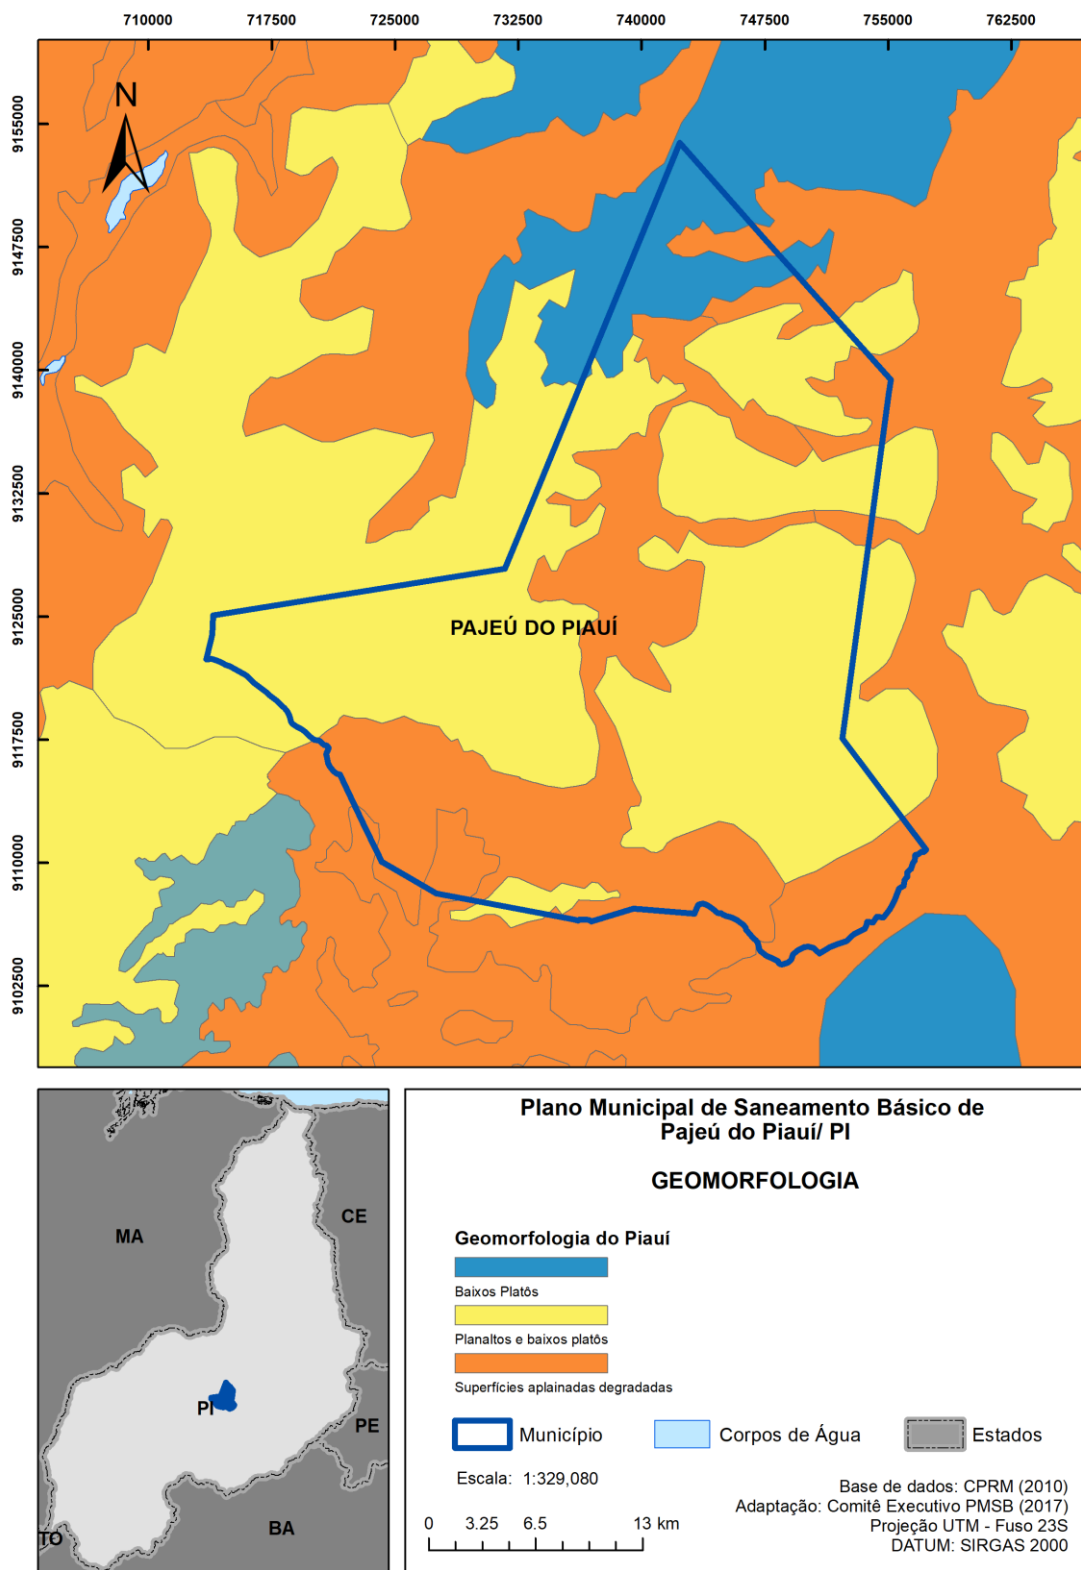 710000 717500 725000 732500 740000 747500 755000 762500
9155000
9147500
9140000
9132500
9125000
9117500
9110000
9102500
N
PAJEÚ DO PIAUÍ
MA
CE
PI
PE
BA
TO
Plano Municipal de Saneamento Básico de
Pajeú do Piauí/ PI
GEOMORFOLOGIA
Geomorfologia do Piauí
Baixos Platôs
Planaltos e baixos platôs
Superfícies aplainadas degradadas
Município Corpos de Água Estados
Escala: 1:329,080
0 3.25 6.5 13 km
Base de dados: CPRM (2010)
Adaptação: Comitê Executivo PMSB (2017)
Projeção UTM - Fuso 23S
DATUM: SIRGAS 2000